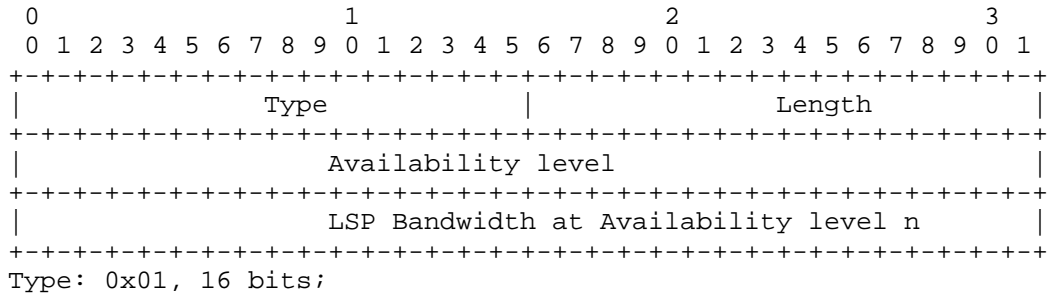 0                   1                   2                   3
 0 1 2 3 4 5 6 7 8 9 0 1 2 3 4 5 6 7 8 9 0 1 2 3 4 5 6 7 8 9 0 1
+-+-+-+-+-+-+-+-+-+-+-+-+-+-+-+-+-+-+-+-+-+-+-+-+-+-+-+-+-+-+-+-+
|               Type            |               Length          |
+-+-+-+-+-+-+-+-+-+-+-+-+-+-+-+-+-+-+-+-+-+-+-+-+-+-+-+-+-+-+-+-+
|                   Availability level                          |
+-+-+-+-+-+-+-+-+-+-+-+-+-+-+-+-+-+-+-+-+-+-+-+-+-+-+-+-+-+-+-+-+
|                   LSP Bandwidth at Availability level n       |
+-+-+-+-+-+-+-+-+-+-+-+-+-+-+-+-+-+-+-+-+-+-+-+-+-+-+-+-+-+-+-+-+
Type: 0x01, 16 bits;